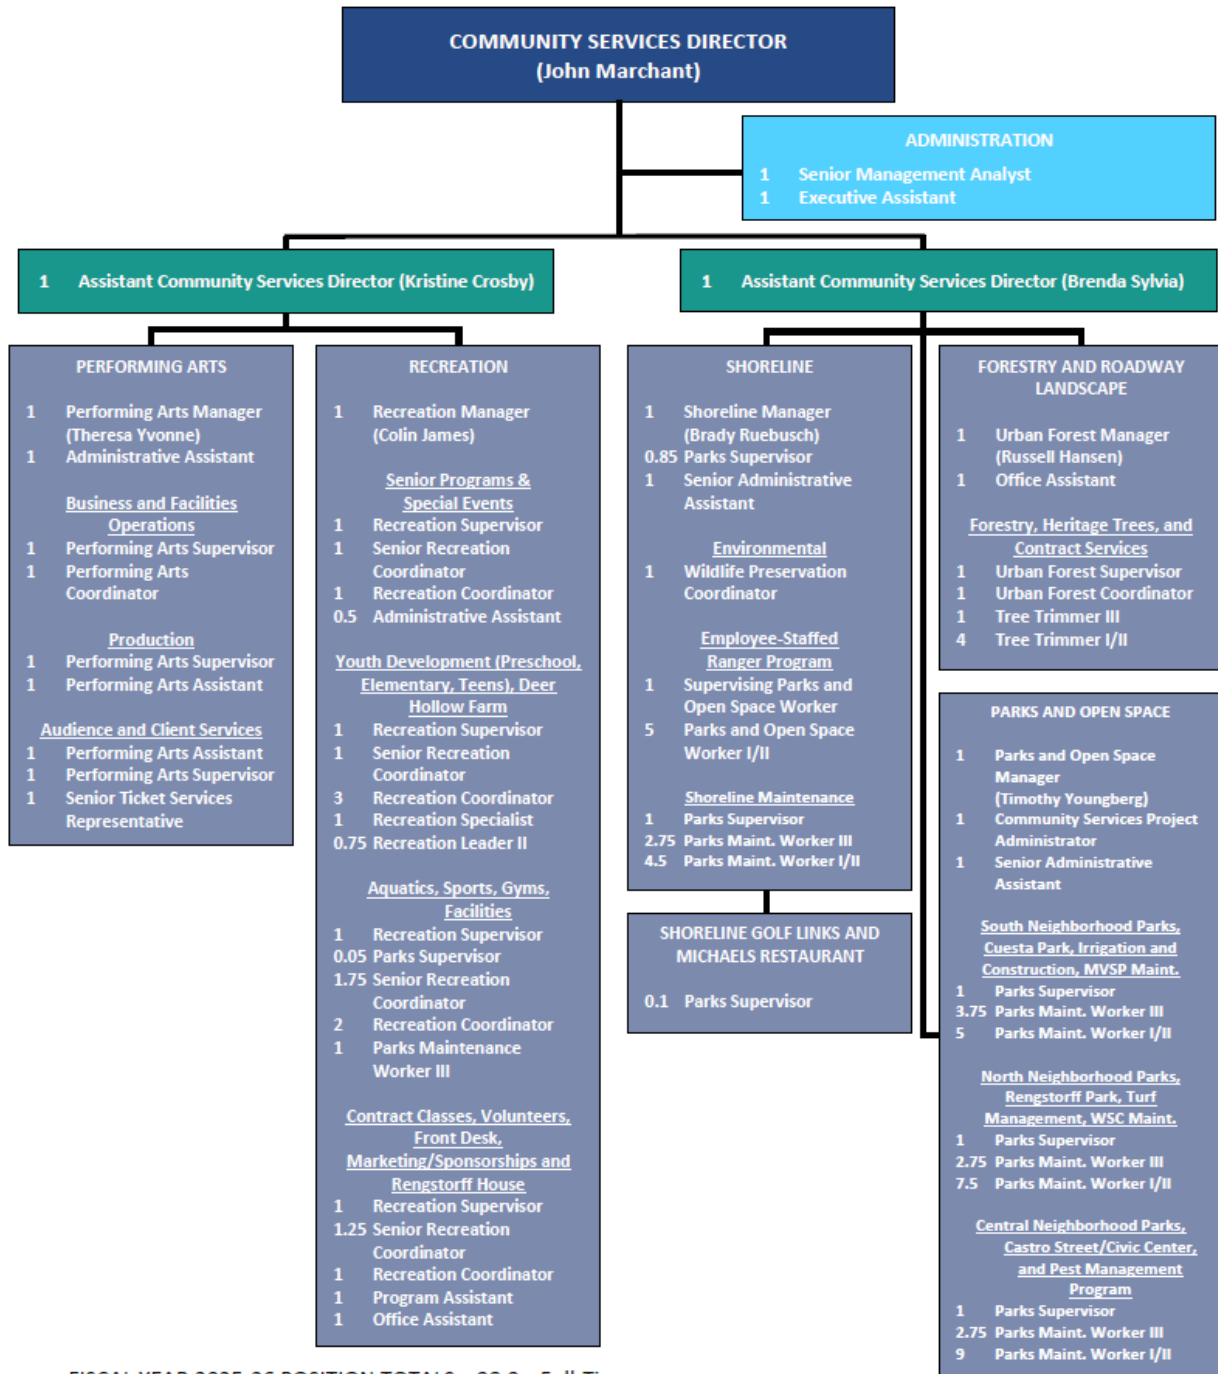 COMMUNITY SERVICES DIRECTOR
(John Marchant)
ADMINISTRATION
1 Senior Management Analyst
1 Executive Assistant
1 Assistant Community Services Director (Kristine Crosby)
1 Assistant Community Services Director (Brenda Sylvia)
PERFORMING ARTS
1 Performing Arts Manager
(Theresa Yvonne)
1 Administrative Assistant
Business and Facilities
Operations
1 Performing Arts Supervisor
1 Performing Arts
Coordinator
Production
1 Performing Arts Supervisor
1 Performing Arts Assistant
Audience and Client Services
1 Performing Arts Assistant
1 Performing Arts Supervisor
1 Senior Ticket Services
Representative
RECREATION
1 Recreation Manager
(Colin James)
Senior Programs &
Special Events
1 Recreation Supervisor
1 Senior Recreation
Coordinator
1 Recreation Coordinator
0.5 Administrative Assistant
Youth Development (Preschool,
Elementary, Teens), Deer
Hollow Farm
1 Recreation Supervisor
1 Senior Recreation
Coordinator
3 Recreation Coordinator
1 Recreation Specialist
0.75 Recreation Leader II
Aquatics, Sports, Gyms,
Facilities
1 Recreation Supervisor
0.05 Parks Supervisor
1.75 Senior Recreation
Coordinator
2 Recreation Coordinator
1 Parks Maintenance
Worker III
Contract Classes, Volunteers,
Front Desk,
Marketing/Sponsorships and
Rengstorff House
1 Recreation Supervisor
1.25 Senior Recreation
Coordinator
1 Recreation Coordinator
1 Program Assistant
1 Office Assistant
SHORELINE
1 Shoreline Manager
(Brady Ruebusch)
0.85 Parks Supervisor
1 Senior Administrative
Assistant
Environmental
1 Wildlife Preservation
Coordinator
Employee-Staffed
Ranger Program
1 Supervising Parks and
Open Space Worker
5 Parks and Open Space
Worker I/II
Shoreline Maintenance
1 Parks Supervisor
2.75 Parks Maint. Worker III
4.5 Parks Maint. Worker I/II
SHORELINE GOLF LINKS AND
MICHAELS RESTAURANT
0.1 Parks Supervisor
FORESTRY AND ROADWAY
LANDSCAPE
1 Urban Forest Manager
(Russell Hansen)
1 Office Assistant
Forestry, Heritage Trees, and
Contract Services
1 Urban Forest Supervisor
1 Urban Forest Coordinator
1 Tree Trimmer III
4 Tree Trimmer I/II
PARKS AND OPEN SPACE
1 Parks and Open Space
Manager
(Timothy Youngberg)
1 Community Services Project
Administrator
1 Senior Administrative
Assistant
South Neighborhood Parks,
Cuesta Park, Irrigation and
Construction, MVSP Maint.
1 Parks Supervisor
3.75 Parks Maint. Worker III
5 Parks Maint. Worker I/II
North Neighborhood Parks,
Rengstorff Park, Turf
Management, WSC Maint.
1 Parks Supervisor
2.75 Parks Maint. Worker III
7.5 Parks Maint. Worker I/II
Central Neighborhood Parks,
Castro Street/Civic Center,
and Pest Management
Program
1 Parks Supervisor
2.75 Parks Maint. Worker III
9 Parks Maint. Worker I/II
FISCAL YEAR 2025-26 POSITION TOTALS